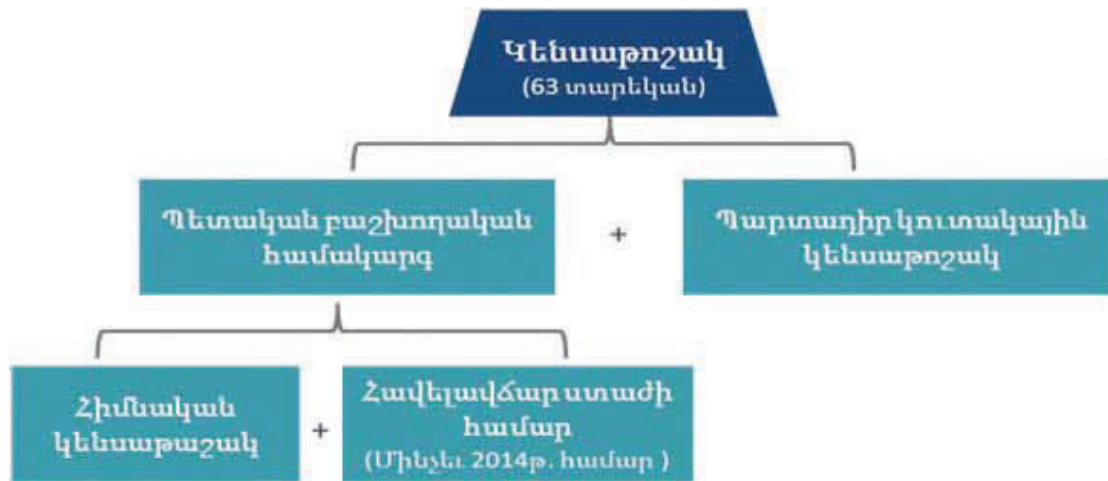 Կենսաթոշակ
(63 տարեկան)
Պետական բաշխողական
համակարգ
+
Պարտադիր կուտակային
կենսաթոշակ
Հիմնական
կենսաթաշակ
+
Հավելավճար ստաժի
համար
(Մինչեւ 2014թ. համար )